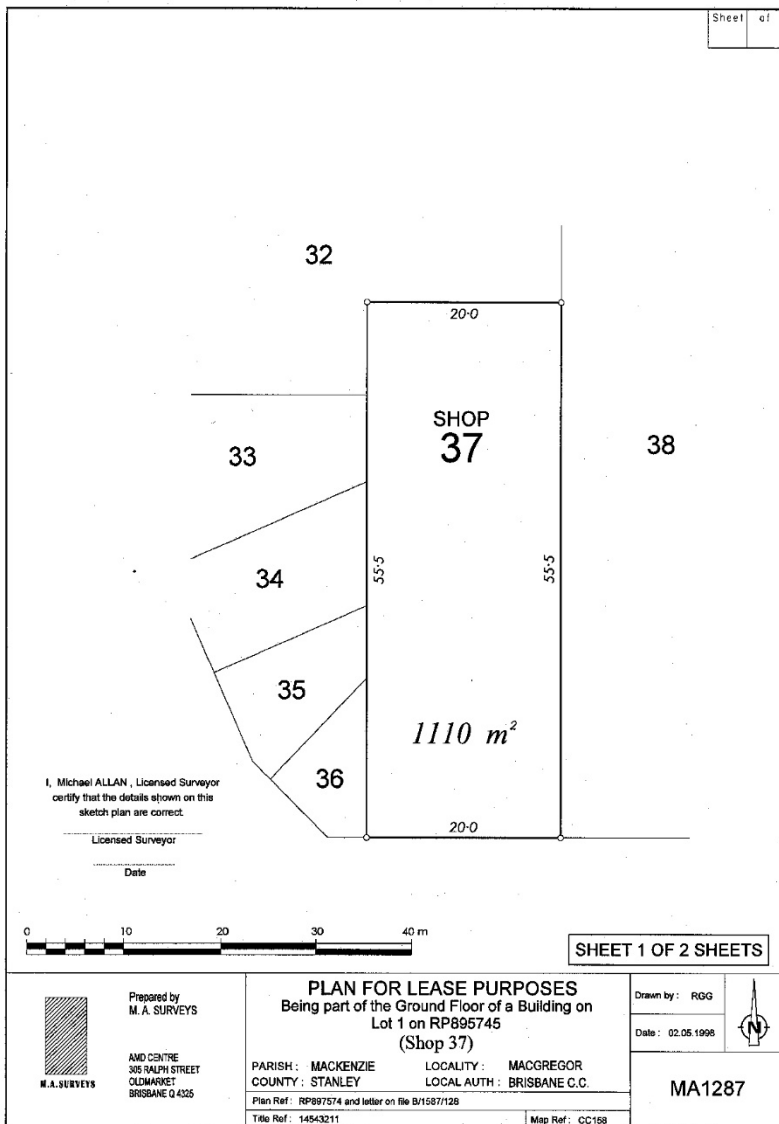 Sheet of
32
20·0
SHOP
37
38
33
34
55·5
55·5
35
1110 m²
36
I, Michael ALLAN , Licensed Surveyor
certify that the details shown on this
sketch plan are correct
Licensed Surveyor
Date
20·0
0 10 20 30 40 m
SHEET 1 OF 2 SHEETS
M.A.SURVEYS
Prepared by
M. A. SURVEYS
AMD CENTRE
305 RALPH STREET
OLDMARKET
BRISBANE Q 4325
PLAN FOR LEASE PURPOSES
Being part of the Ground Floor of a Building on
Lot 1 on RP895745
(Shop 37)
PARISH : MACKENZIE LOCALITY : MACGREGOR
COUNTY : STANLEY LOCAL AUTH : BRISBANE C.C.
Plan Ref : RP897574 and letter on file B/1587/128
Title Ref : 14543211 Map Ref : CC158
Drawn by : RGG
Date : 02.05.1998
N
MA1287